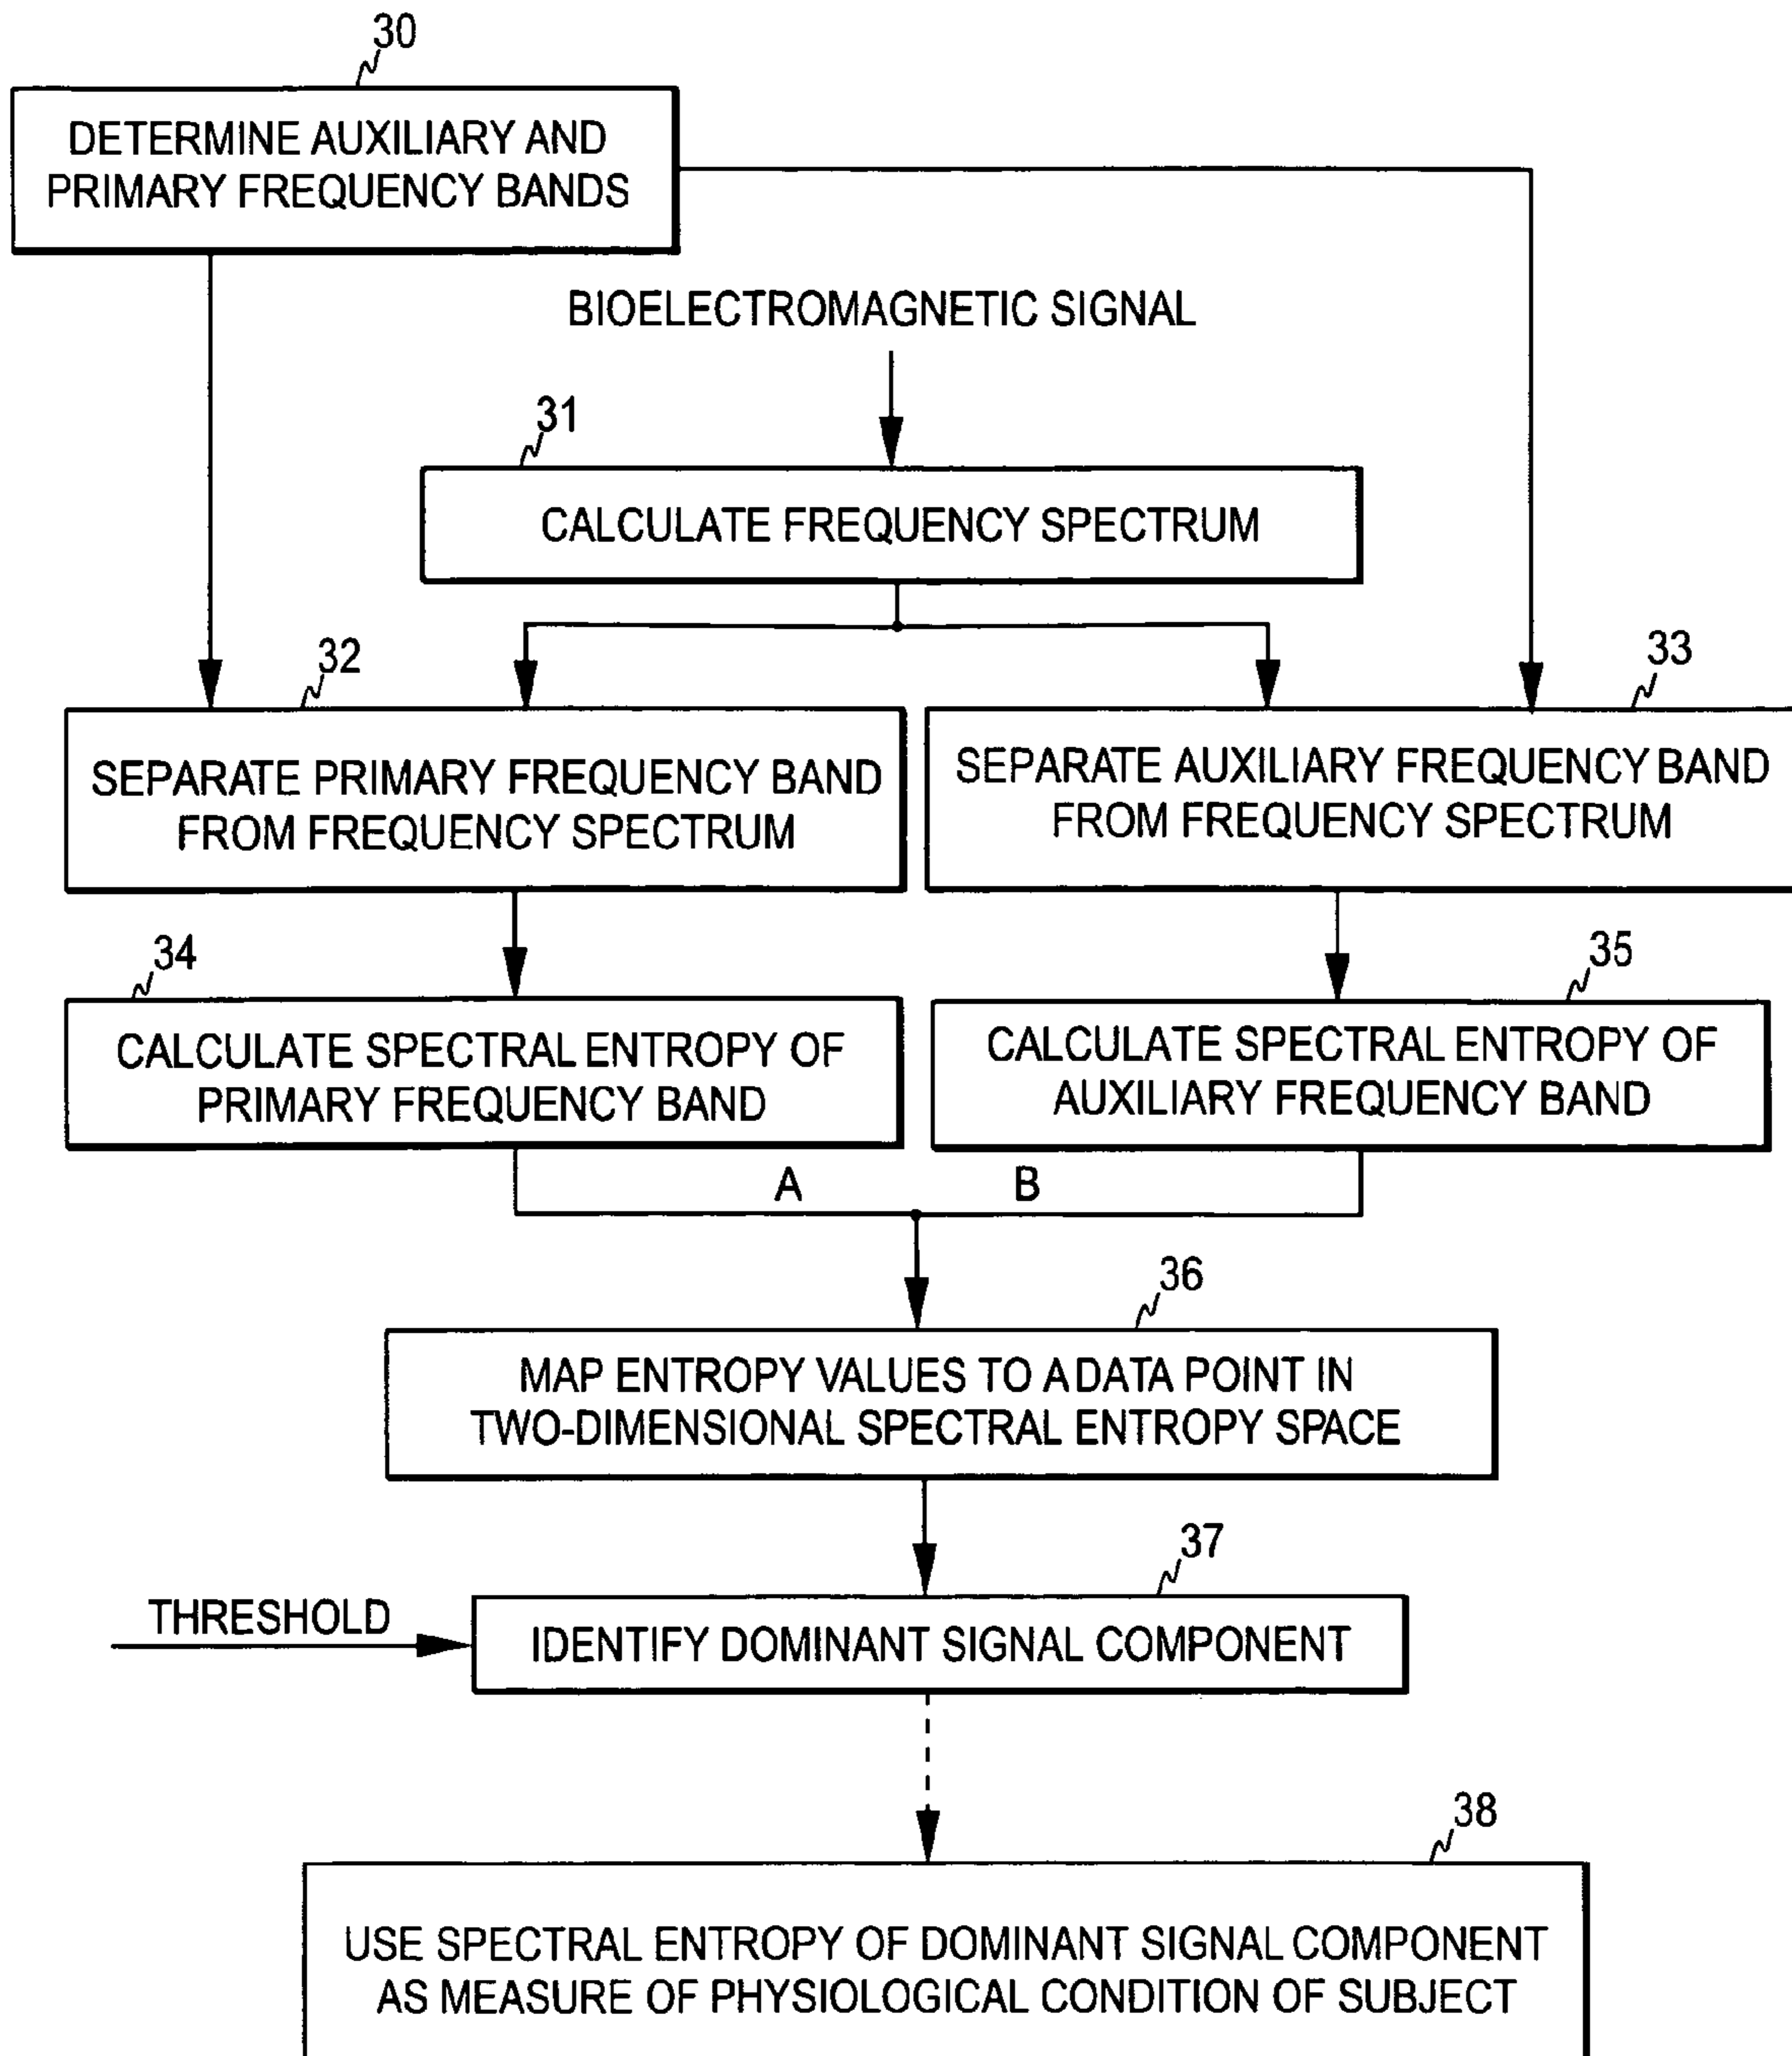 30
DETERMINE AUXILIARY AND
PRIMARY FREQUENCY BANDS
BIOELECTROMAGNETIC SIGNAL
31
CALCULATE FREQUENCY SPECTRUM
32
SEPARATE PRIMARY FREQUENCY BAND
FROM FREQUENCY SPECTRUM
33
SEPARATE AUXILIARY FREQUENCY BAND
FROM FREQUENCY SPECTRUM
34
CALCULATE SPECTRAL ENTROPY OF
PRIMARY FREQUENCY BAND
35
CALCULATE SPECTRAL ENTROPY OF
AUXILIARY FREQUENCY BAND
A
B
36
MAP ENTROPY VALUES TO A DATA POINT IN
TWO-DIMENSIONAL SPECTRAL ENTROPY SPACE
37
THRESHOLD
IDENTIFY DOMINANT SIGNAL COMPONENT
38
USE SPECTRAL ENTROPY OF DOMINANT SIGNAL COMPONENT
AS MEASURE OF PHYSIOLOGICAL CONDITION OF SUBJECT